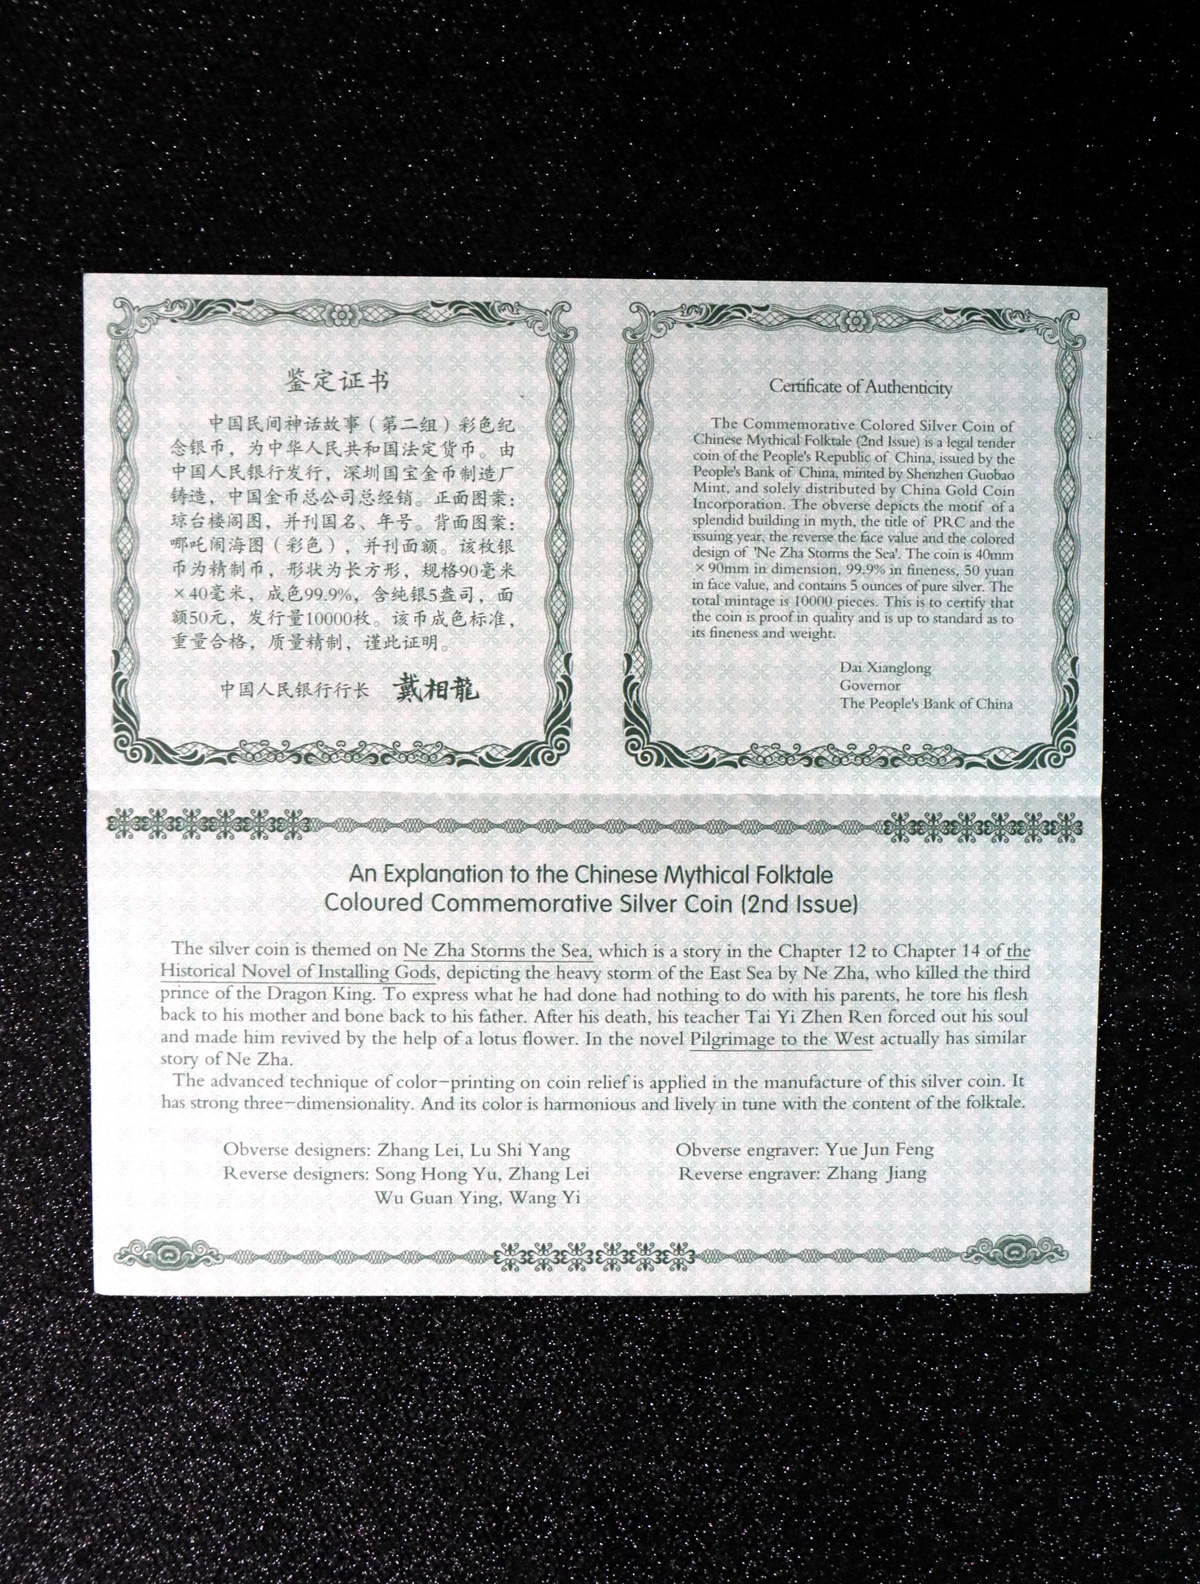 鉴定证书
中国民间神话故事（第二组）彩色纪
念银币，为中华人民共和国法定货币。由
中国人民银行发行，深圳国宝金币制造厂
铸造，中国金币总公司总经销。正面图案：
琼台楼阁图，并刊国名、年号。背面图案：
哪吒闹海图（彩色），并刊面额。该枚银
币为精制币，形状为长方形，规格90毫米
×40毫米，成色99.9%，含纯银5盎司，面
额50元，发行量10000枚。该币成色标准，
重量合格，质量精制，谨此证明。
中国人民银行行长 戴相龍
Certificate of Authenticity
The Commemorative Colored Silver Coin of
Chinese Mythical Folktale (2nd Issue) is a legal tender
coin of the People's Republic of China, issued by the
People's Bank of China, minted by Shenzhen Guobao
Mint, and solely distributed by China Gold Coin
Incorporation. The obverse depicts the motif of a
splendid building in myth, the title of PRC and the
issuing year, the reverse the face value and the colored
design of 'Ne Zha Storms the Sea'. The coin is 40mm
×90mm in dimension, 99.9% in fineness, 50 yuan
in face value, and contains 5 ounces of pure silver. The
total mintage is 10000 pieces. This is to certify that
the coin is proof in quality and is up to standard as to
its fineness and weight.
Dai Xianglong
Governor
The People's Bank of China
An Explanation to the Chinese Mythical Folktale
Coloured Commemorative Silver Coin (2nd Issue)
The silver coin is themed on Ne Zha Storms the Sea, which is a story in the Chapter 12 to Chapter 14 of the
Historical Novel of Installing Gods, depicting the heavy storm of the East Sea by Ne Zha, who killed the third
prince of the Dragon King. To express what he had done had nothing to do with his parents, he tore his flesh
back to his mother and bone back to his father. After his death, his teacher Tai Yi Zhen Ren forced out his soul
and made him revived by the help of a lotus flower. In the novel Pilgrimage to the West actually has similar
story of Ne Zha.
The advanced technique of color-printing on coin relief is applied in the manufacture of this silver coin. It
has strong three-dimensionality. And its color is harmonious and lively in tune with the content of the folktale.
Obverse designers: Zhang Lei, Lu Shi Yang
Reverse designers: Song Hong Yu, Zhang Lei
Wu Guan Ying, Wang Yi
Obverse engraver: Yue Jun Feng
Reverse engraver: Zhang Jiang